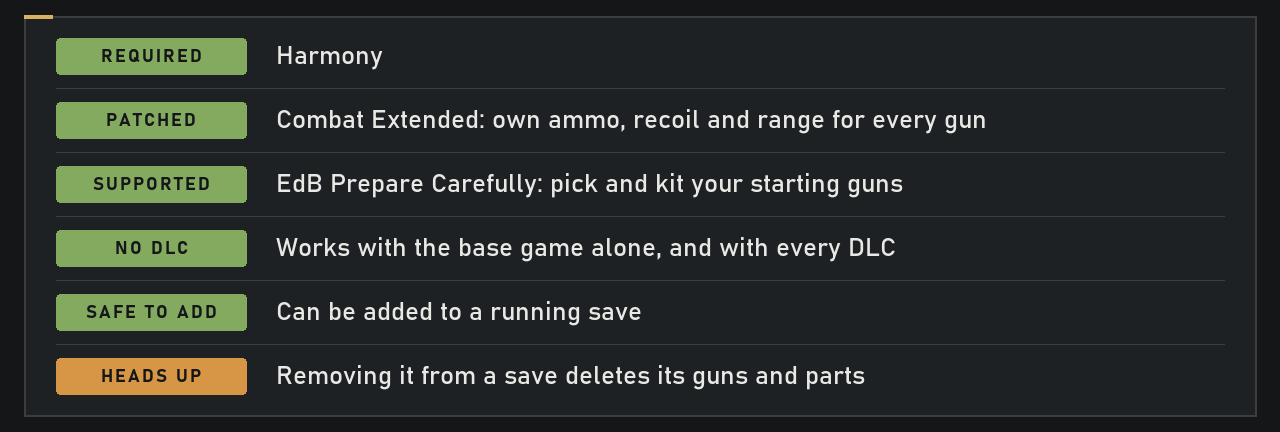 REQUIRED Harmony
PATCHED Combat Extended: own ammo, recoil and range for every gun
SUPPORTED EdB Prepare Carefully: pick and kit your starting guns
NO DLC Works with the base game alone, and with every DLC
SAFE TO ADD Can be added to a running save
HEADS UP Removing it from a save deletes its guns and parts